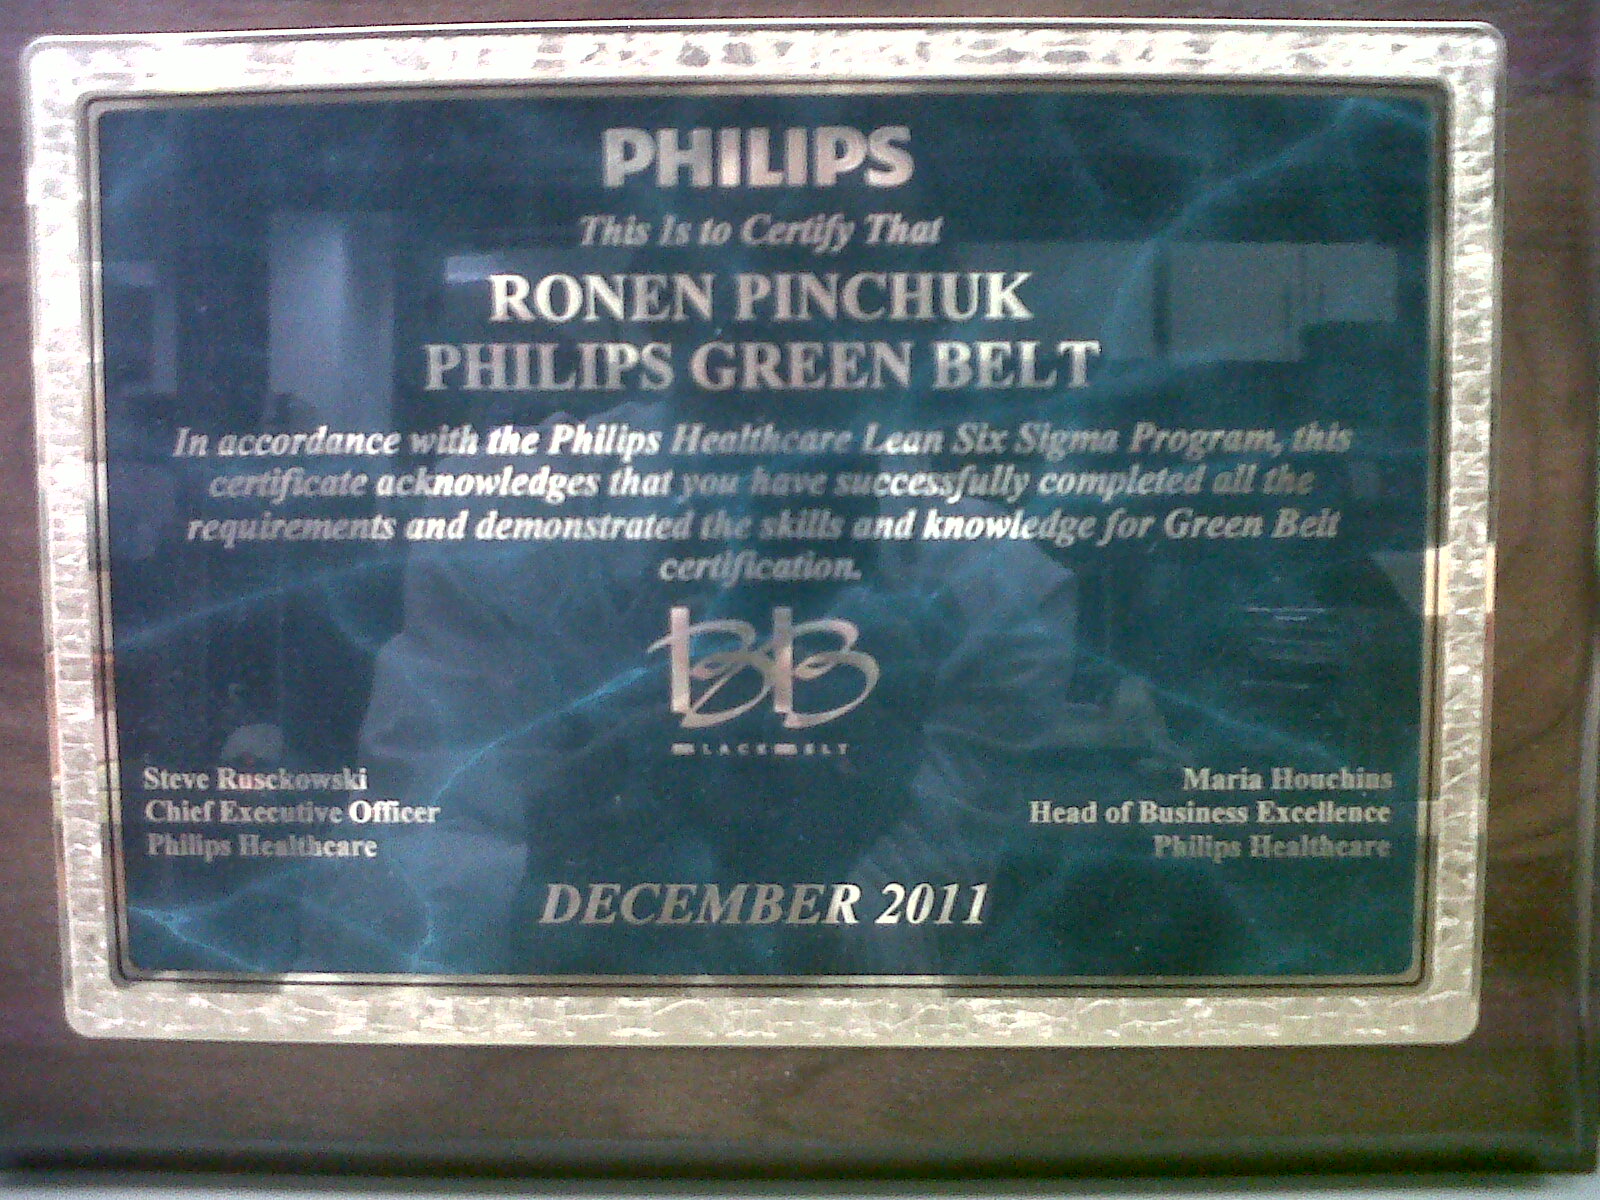 PHILIPS
This Is to Certify That
RONEN PINCHUK
PHILIPS GREEN BELT
In accordance with the Philips Healthcare Lean Six Sigma Program, this
certificate acknowledges that you have successfully completed all the
requirements and demonstrated the skills and knowledge for Green Belt
certification.
BB
BLACK BELT
Steve Rusckowski
Chief Executive Officer
Philips Healthcare
Maria Houchins
Head of Business Excellence
Philips Healthcare
DECEMBER 2011